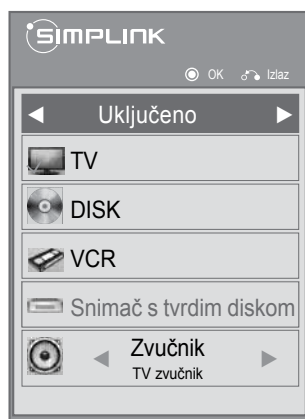 SIMPLINK
OK Izlaz
Uključeno
TV
DISK
VCR
Snimač s tvrdim diskom
Zvučnik
TV zvučnik